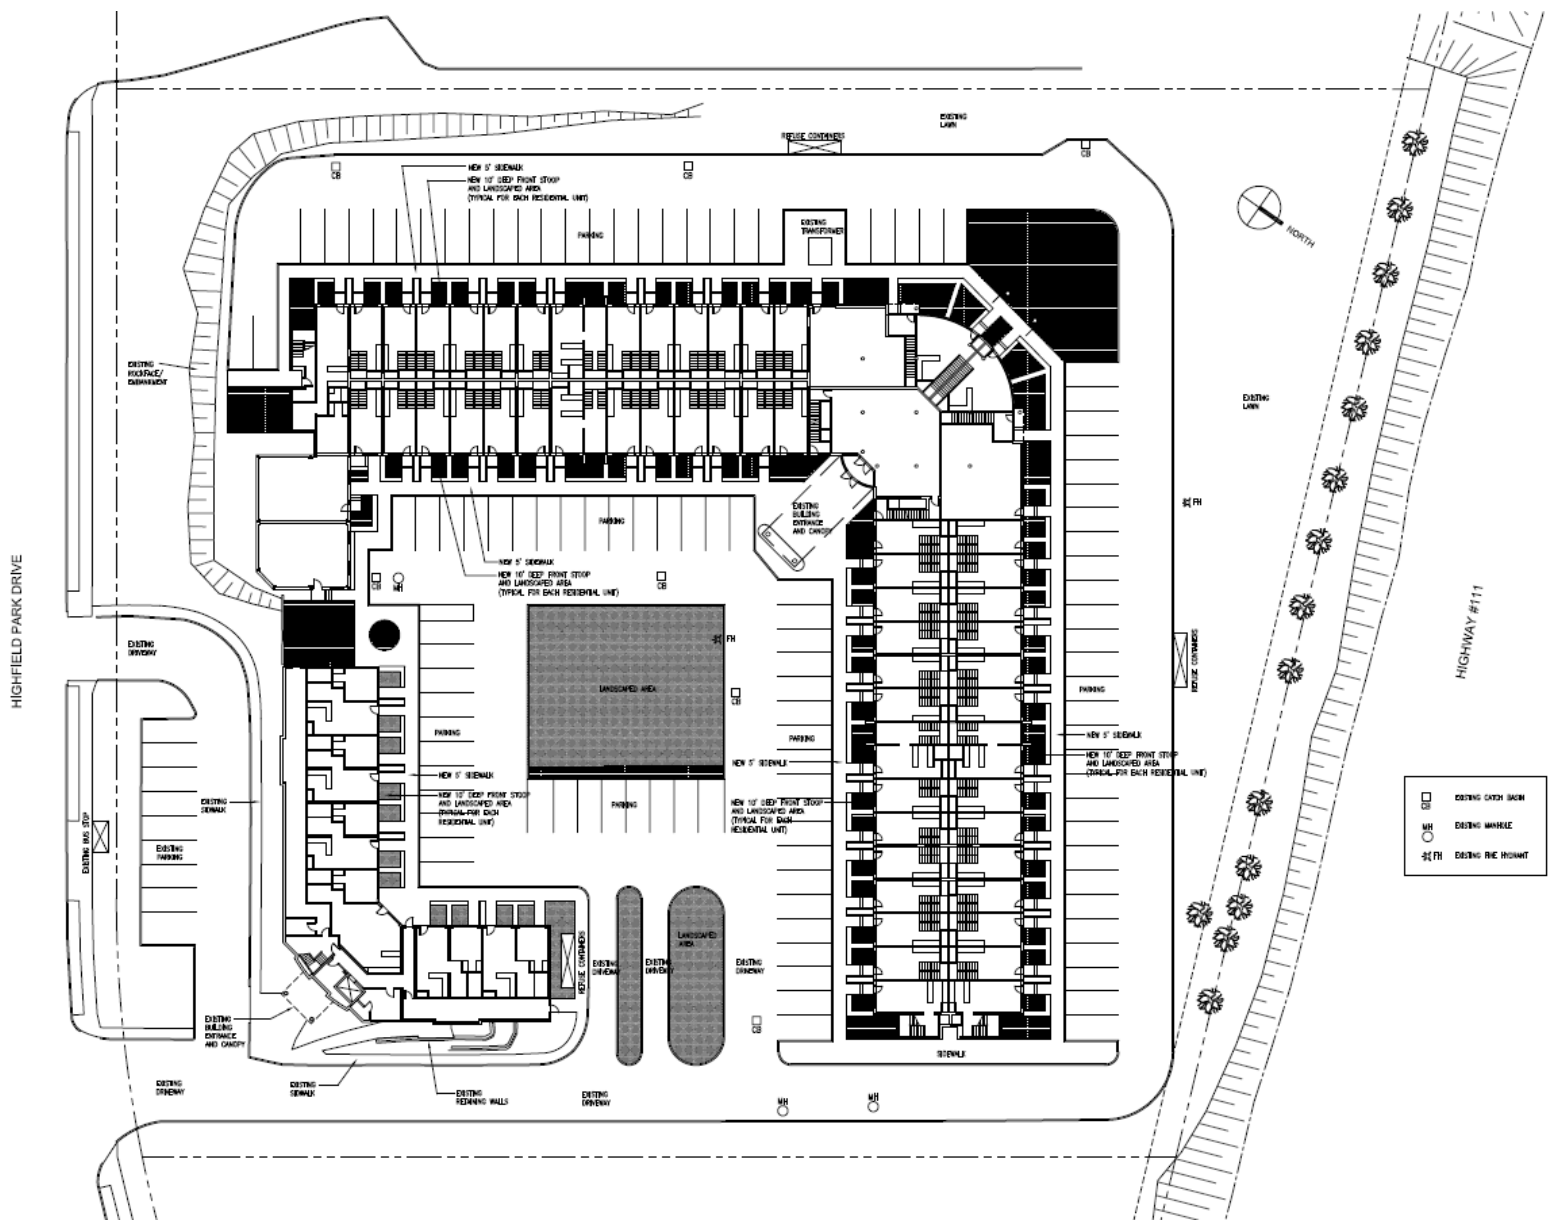 EXISTING
LAWN
REFUSE CONTAINERS
CB
CB
CB
NEW 5' SIDEWALK
NEW 10' DEEP FRONT STOOP
AND LANDSCAPED AREA
(TYPICAL FOR EACH RESIDENTIAL UNIT)
PARKING
EXISTING
TRANSFORMER
NORTH
EXISTING
ROCKFACE/
EMBANKMENT
EXISTING
LAWN
EXISTING
BUILDING
ENTRANCE
AND CANOPY
FH
PARKING
NEW 5' SIDEWALK
NEW 10' DEEP FRONT STOOP
AND LANDSCAPED AREA
(TYPICAL FOR EACH RESIDENTIAL UNIT)
CB
MH
CB
HIGHFIELD PARK DRIVE
HIGHWAY #111
EXISTING
DRIVEWAY
FH
REFUSE CONTAINERS
LANDSCAPED AREA
CB
PARKING
PARKING
PARKING
NEW 5' SIDEWALK
NEW 10' DEEP FRONT STOOP
AND LANDSCAPED AREA
(TYPICAL FOR EACH RESIDENTIAL UNIT)
NEW 5' SIDEWALK
NEW 5' SIDEWALK
NEW 10' DEEP FRONT STOOP
AND LANDSCAPED AREA
(TYPICAL FOR EACH
RESIDENTIAL UNIT)
PARKING
NEW 10' DEEP FRONT STOOP
AND LANDSCAPED AREA
(TYPICAL FOR EACH
RESIDENTIAL UNIT)
EXISTING
SIDWALK
EXISTING BUS STOP
EXISTING
PARKING
CB
EXISTING CATCH BASIN
MH
EXISTING MANHOLE
FH
EXISTING FIRE HYDRANT
REFUSE CONTAINERS
LANDSCAPED
AREA
EXISTING
DRIVEWAY
EXISTING
DRIVEWAY
EXISTING
DRIVEWAY
EXISTING
BUILDING
ENTRANCE
AND CANOPY
CB
SIDEWALK
EXISTING
DRIVEWAY
EXISTING
SIDWALK
EXISTING
RETAINING WALLS
EXISTING
DRIVEWAY
MH
MH